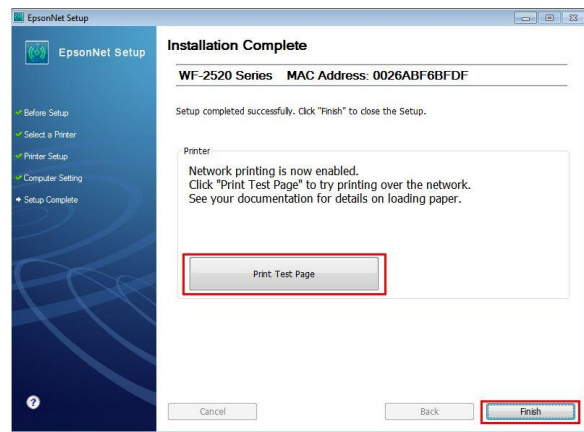 EpsonNet Setup
EpsonNet Setup
Before Setup
Select a Printer
Printer Setup
Computer Setting
Setup Complete
Installation Complete
WF-2520 Series MAC Address: 0026ABF6BFDF
Setup completed successfully. Click "Finish" to close the Setup.
Printer
Network printing is now enabled.
Click "Print Test Page" to try printing over the network.
See your documentation for details on loading paper.
Print Test Page
?
Cancel
Back
Finish